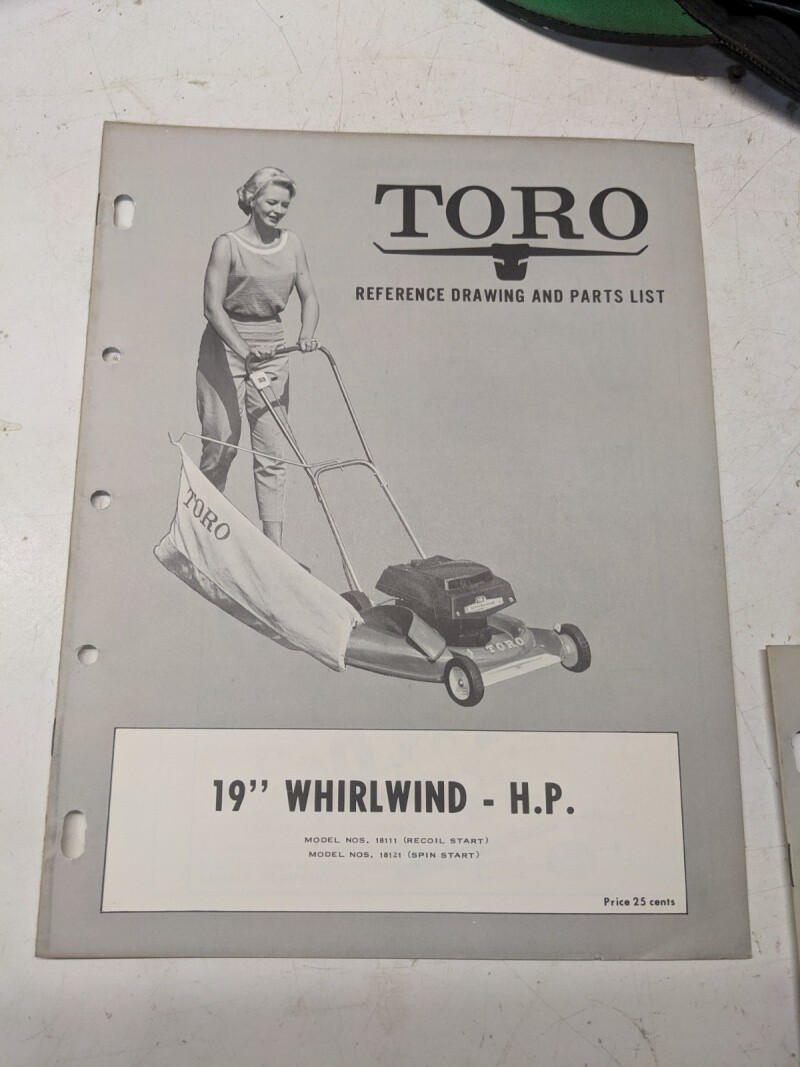 TORO
REFERENCE DRAWING AND PARTS LIST
TORO
TORO
19" WHIRLWIND - H.P.
MODEL NOS. 18111 (RECOIL START)
MODEL NOS. 18121 (SPIN START)
Price 25 cents